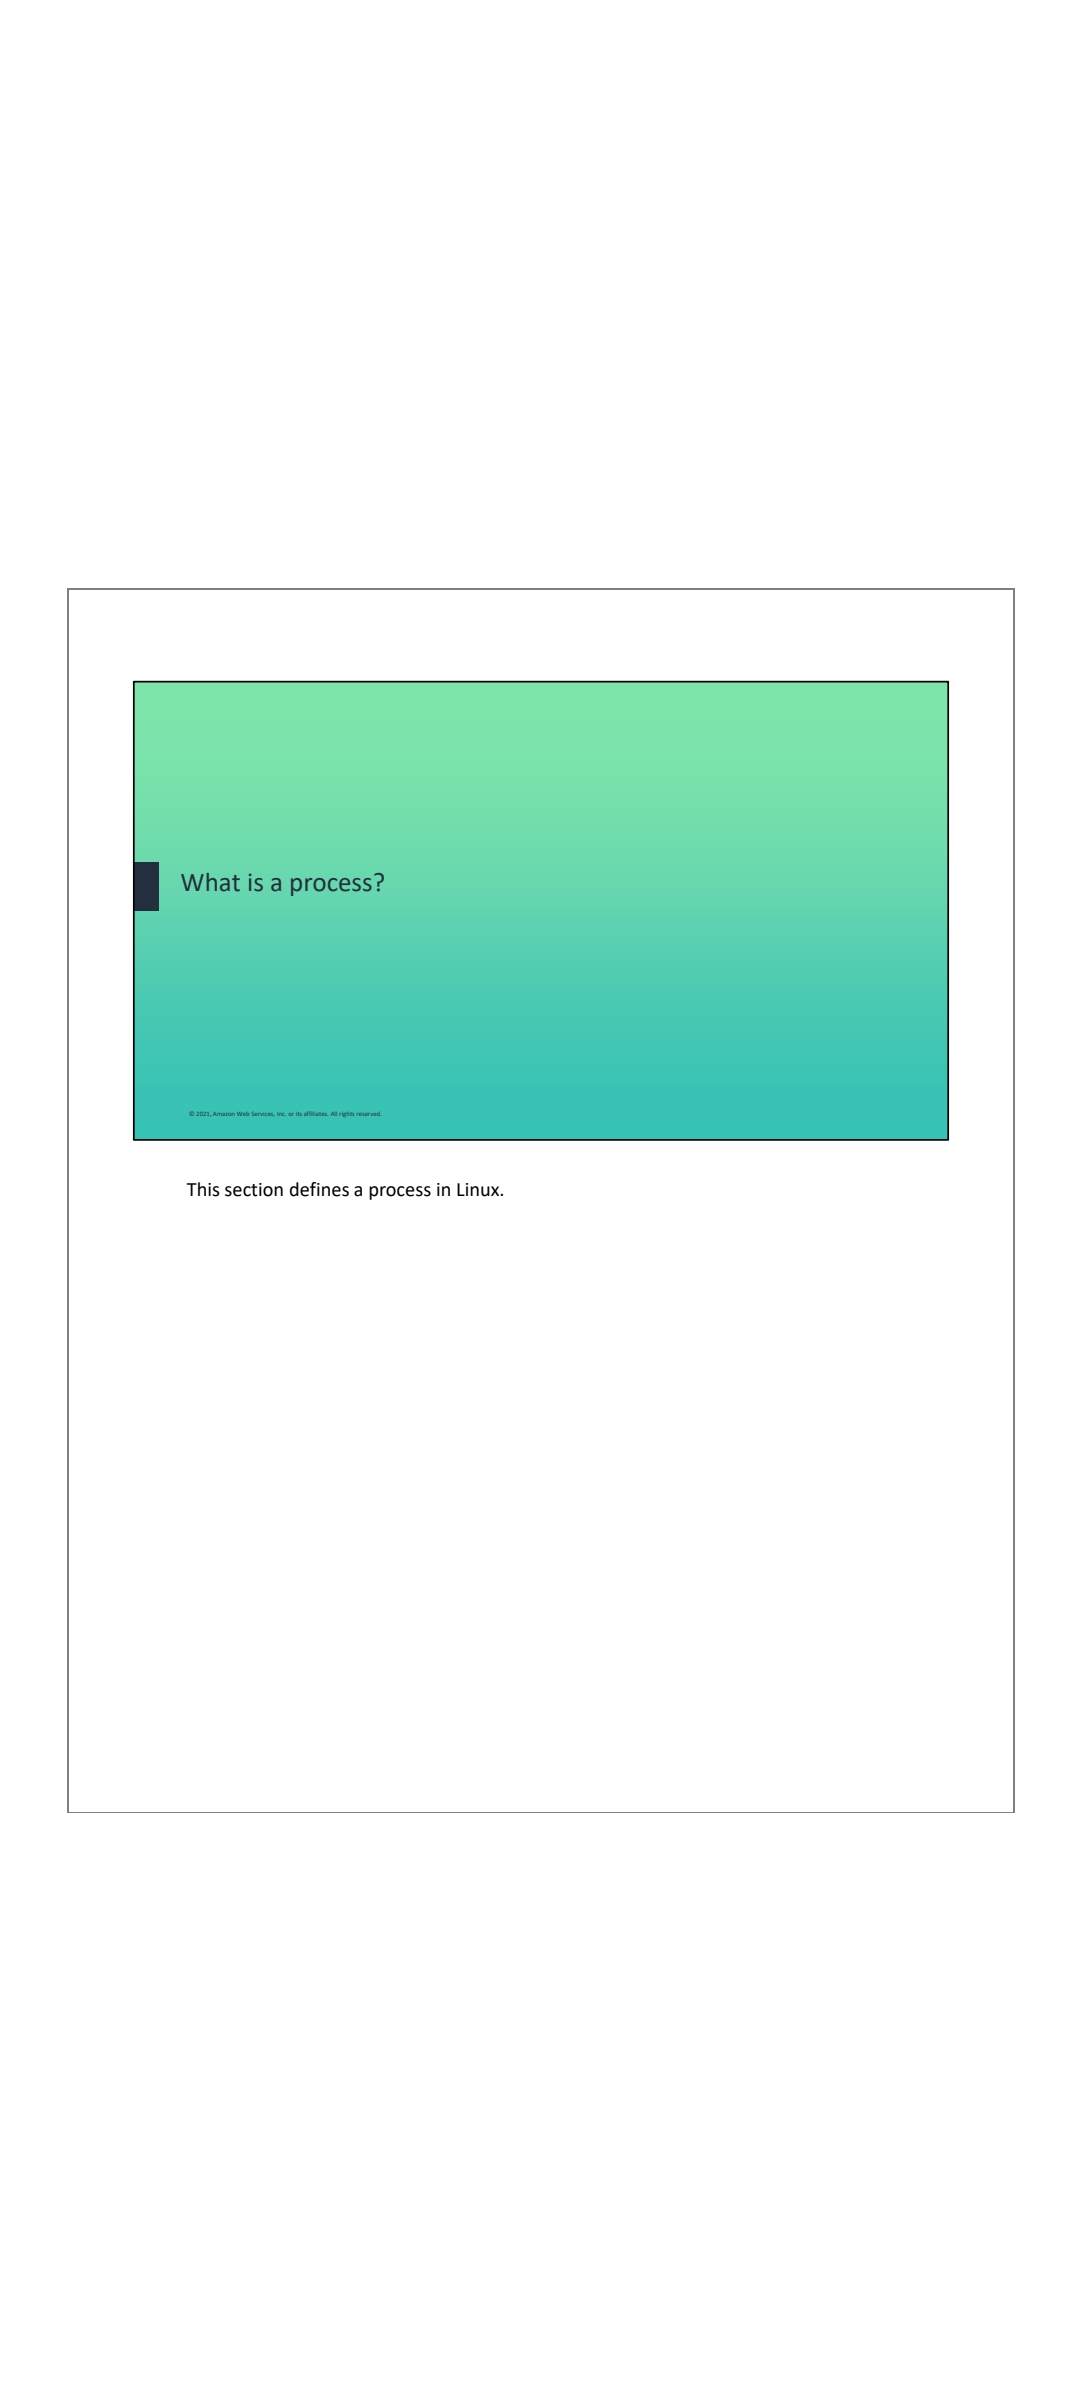 What is a process?
© 2021, Amazon Web Services, Inc. or its affiliates. All rights reserved.
This section defines a process in Linux.